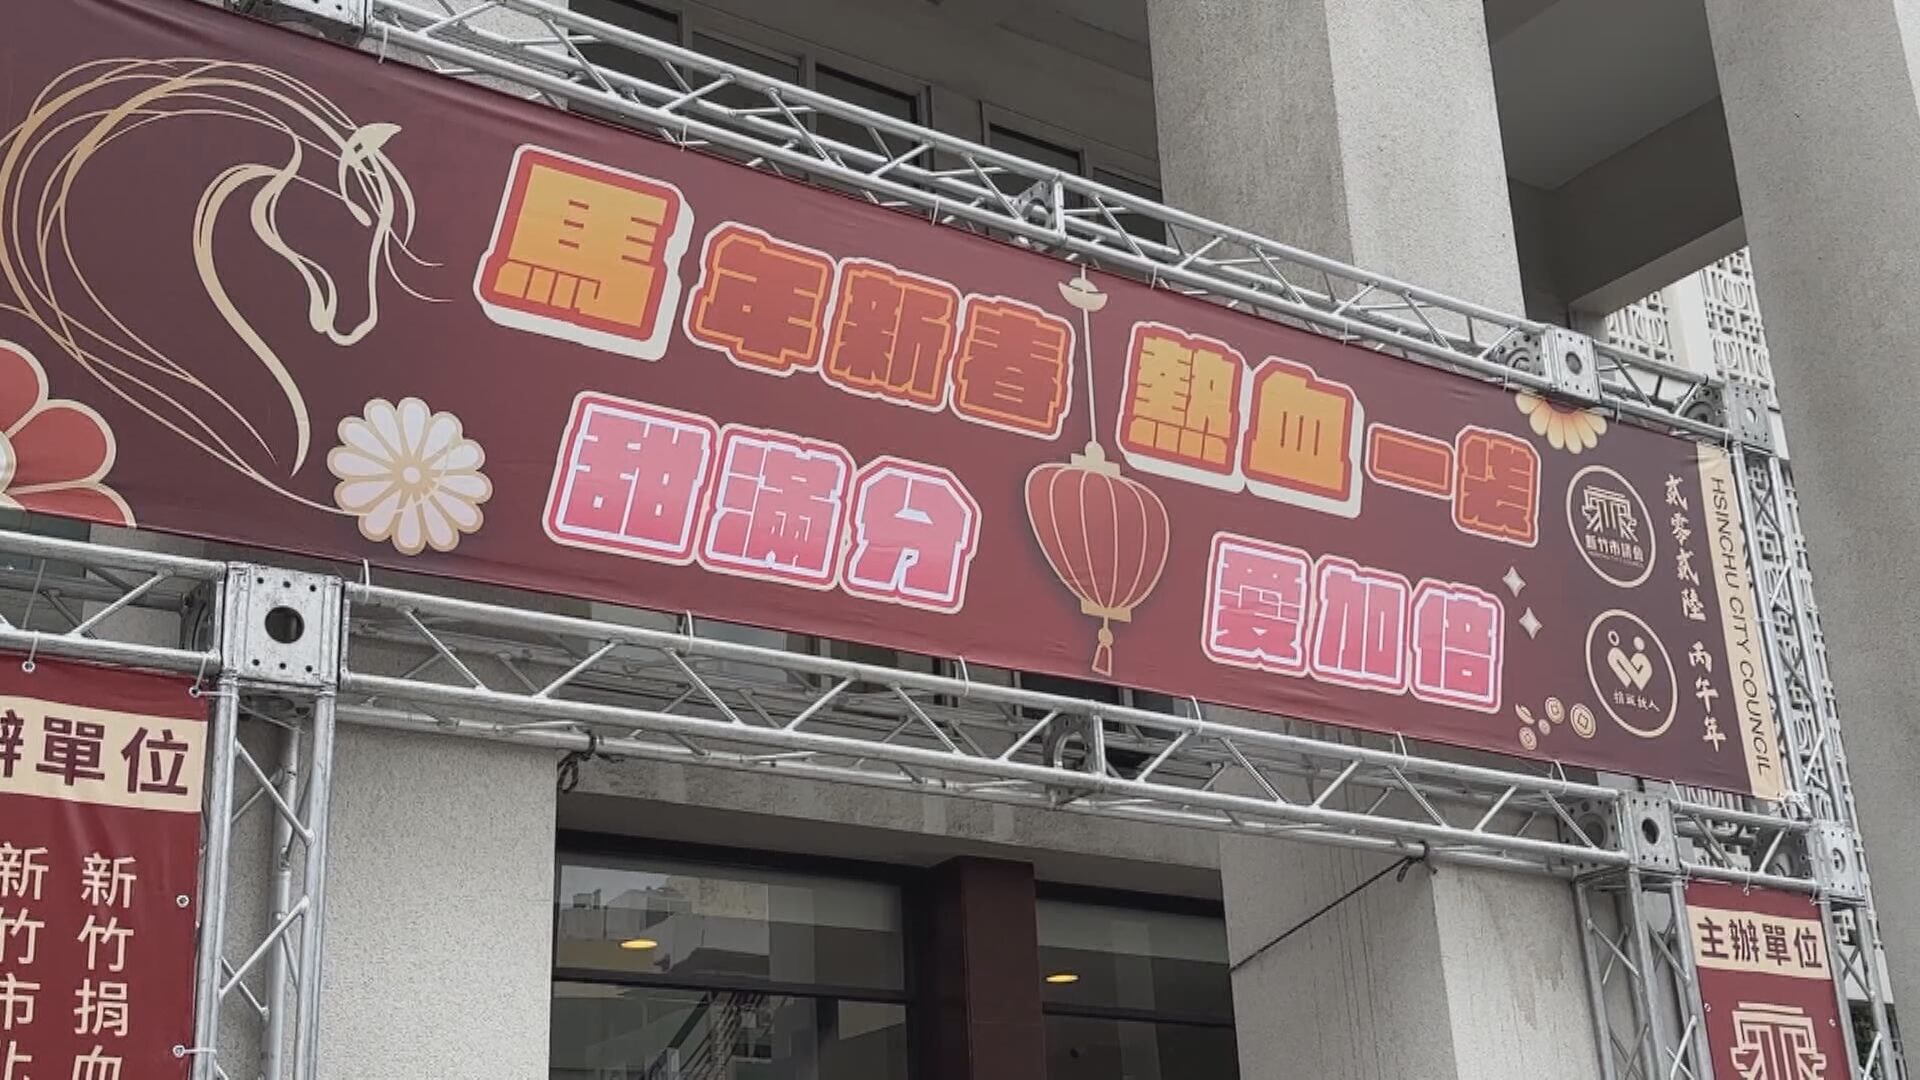 馬年新春 熱血一袋
甜滿分 愛加倍
新竹市議會
捐血救人
貳零貳陸 丙午年
HSINCHU CITY COUNCIL
辦單位
新竹捐血
新竹市北
主辦單位